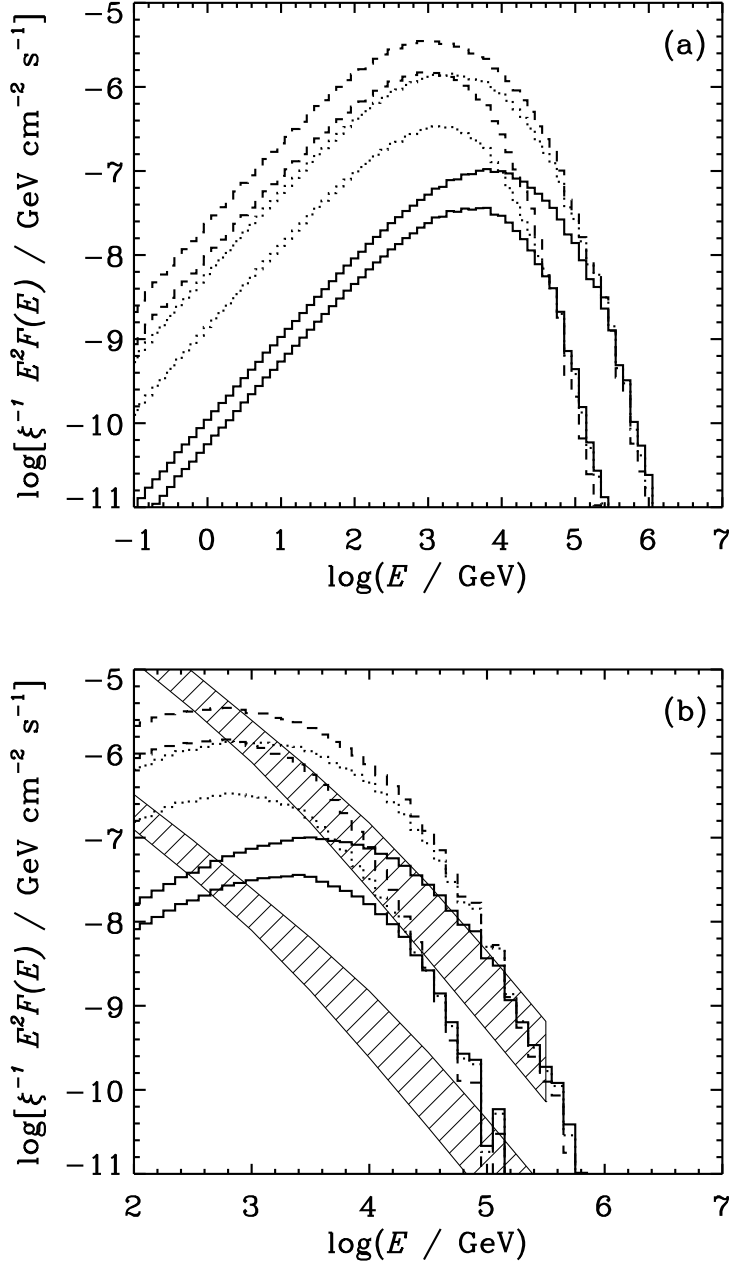 (a)
log[ξ⁻¹ E²F(E) / GeV cm⁻² s⁻¹]
-5
-6
-7
-8
-9
-10
-11
-1 0 1 2 3 4 5 6 7
log(E / GeV)
(b)
log[ξ⁻¹ E²F(E) / GeV cm⁻² s⁻¹]
-5
-6
-7
-8
-9
-10
-11
2 3 4 5 6 7
log(E / GeV)